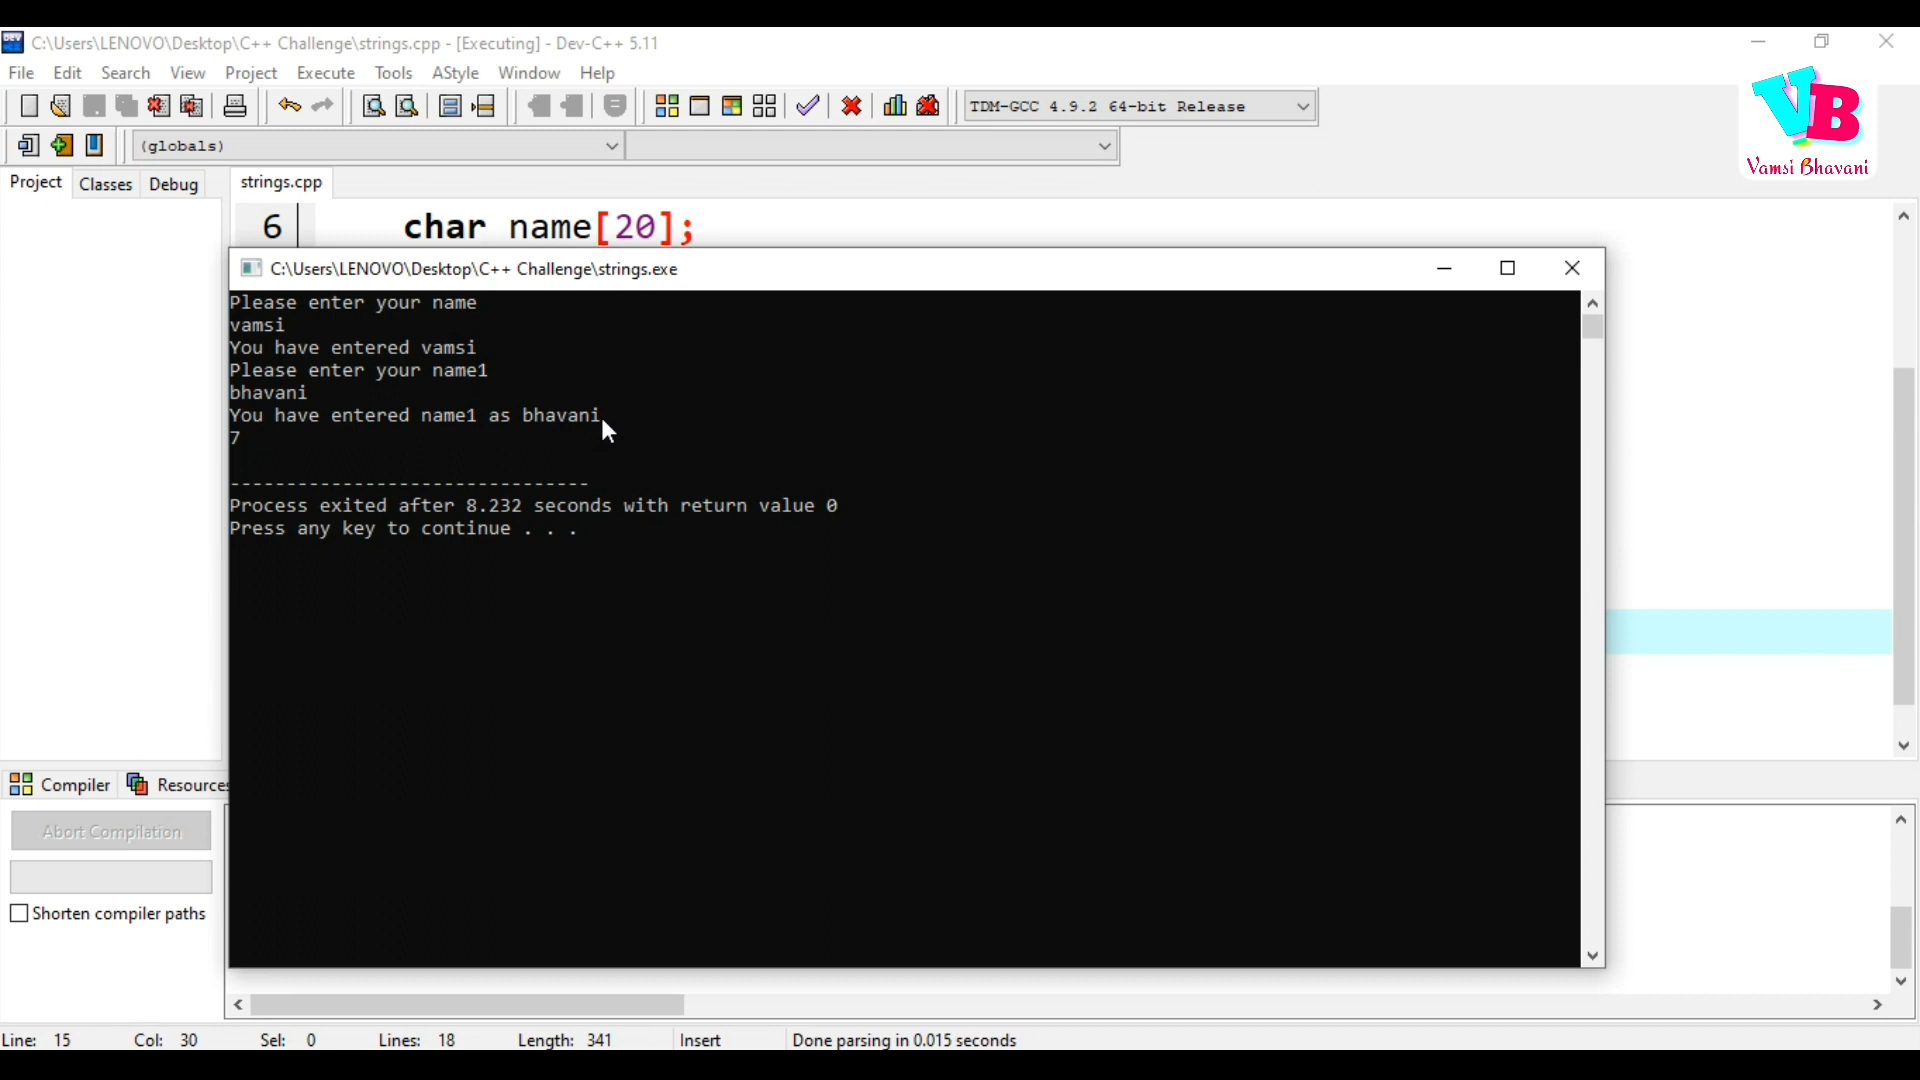 C:\Users\LENOVO\Desktop\C++ Challenge\strings.cpp - [Executing] - Dev-C++ 5.11
File Edit Search View Project Execute Tools AStyle Window Help
TDM-GCC 4.9.2 64-bit Release
VB
Vamsi Bhavani
(globals)
Project Classes Debug
strings.cpp
6 char name[20];
C:\Users\LENOVO\Desktop\C++ Challenge\strings.exe
Please enter your name
vamsi
You have entered vamsi
Please enter your name1
bhavani
You have entered name1 as bhavani
7
--------------------------------
Process exited after 8.232 seconds with return value 0
Press any key to continue . . .
Compiler Resources
Abort Compilation
Shorten compiler paths
Line: 15 Col: 30 Sel: 0 Lines: 18 Length: 341 Insert Done parsing in 0.015 seconds